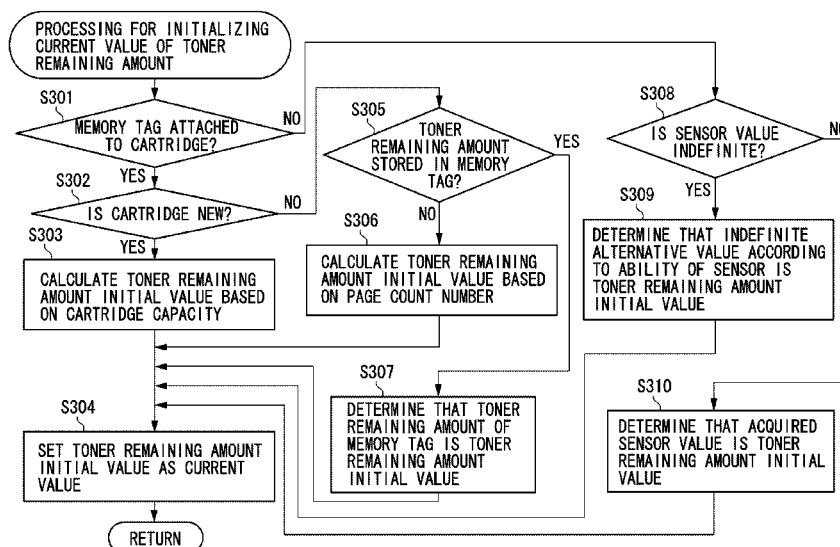 PROCESSING FOR INITIALIZING
CURRENT VALUE OF TONER
REMAINING AMOUNT
S301
MEMORY TAG ATTACHED
TO CARTRIDGE?
NO
YES
S302
IS CARTRIDGE NEW?
NO
YES
S303
CALCULATE TONER REMAINING
AMOUNT INITIAL VALUE BASED
ON CARTRIDGE CAPACITY
S304
SET TONER REMAINING AMOUNT
INITIAL VALUE AS CURRENT
VALUE
RETURN
S305
TONER
REMAINING AMOUNT
STORED IN MEMORY
TAG?
YES
NO
S306
CALCULATE TONER REMAINING
AMOUNT INITIAL VALUE BASED
ON PAGE COUNT NUMBER
S307
DETERMINE THAT TONER
REMAINING AMOUNT OF
MEMORY TAG IS TONER
REMAINING AMOUNT
INITIAL VALUE
S308
IS SENSOR VALUE
INDEFINITE?
NO
YES
S309
DETERMINE THAT INDEFINITE
ALTERNATIVE VALUE ACCORDING
TO ABILITY OF SENSOR IS
TONER REMAINING AMOUNT
INITIAL VALUE
S310
DETERMINE THAT ACQUIRED
SENSOR VALUE IS TONER
REMAINING AMOUNT INITIAL
VALUE